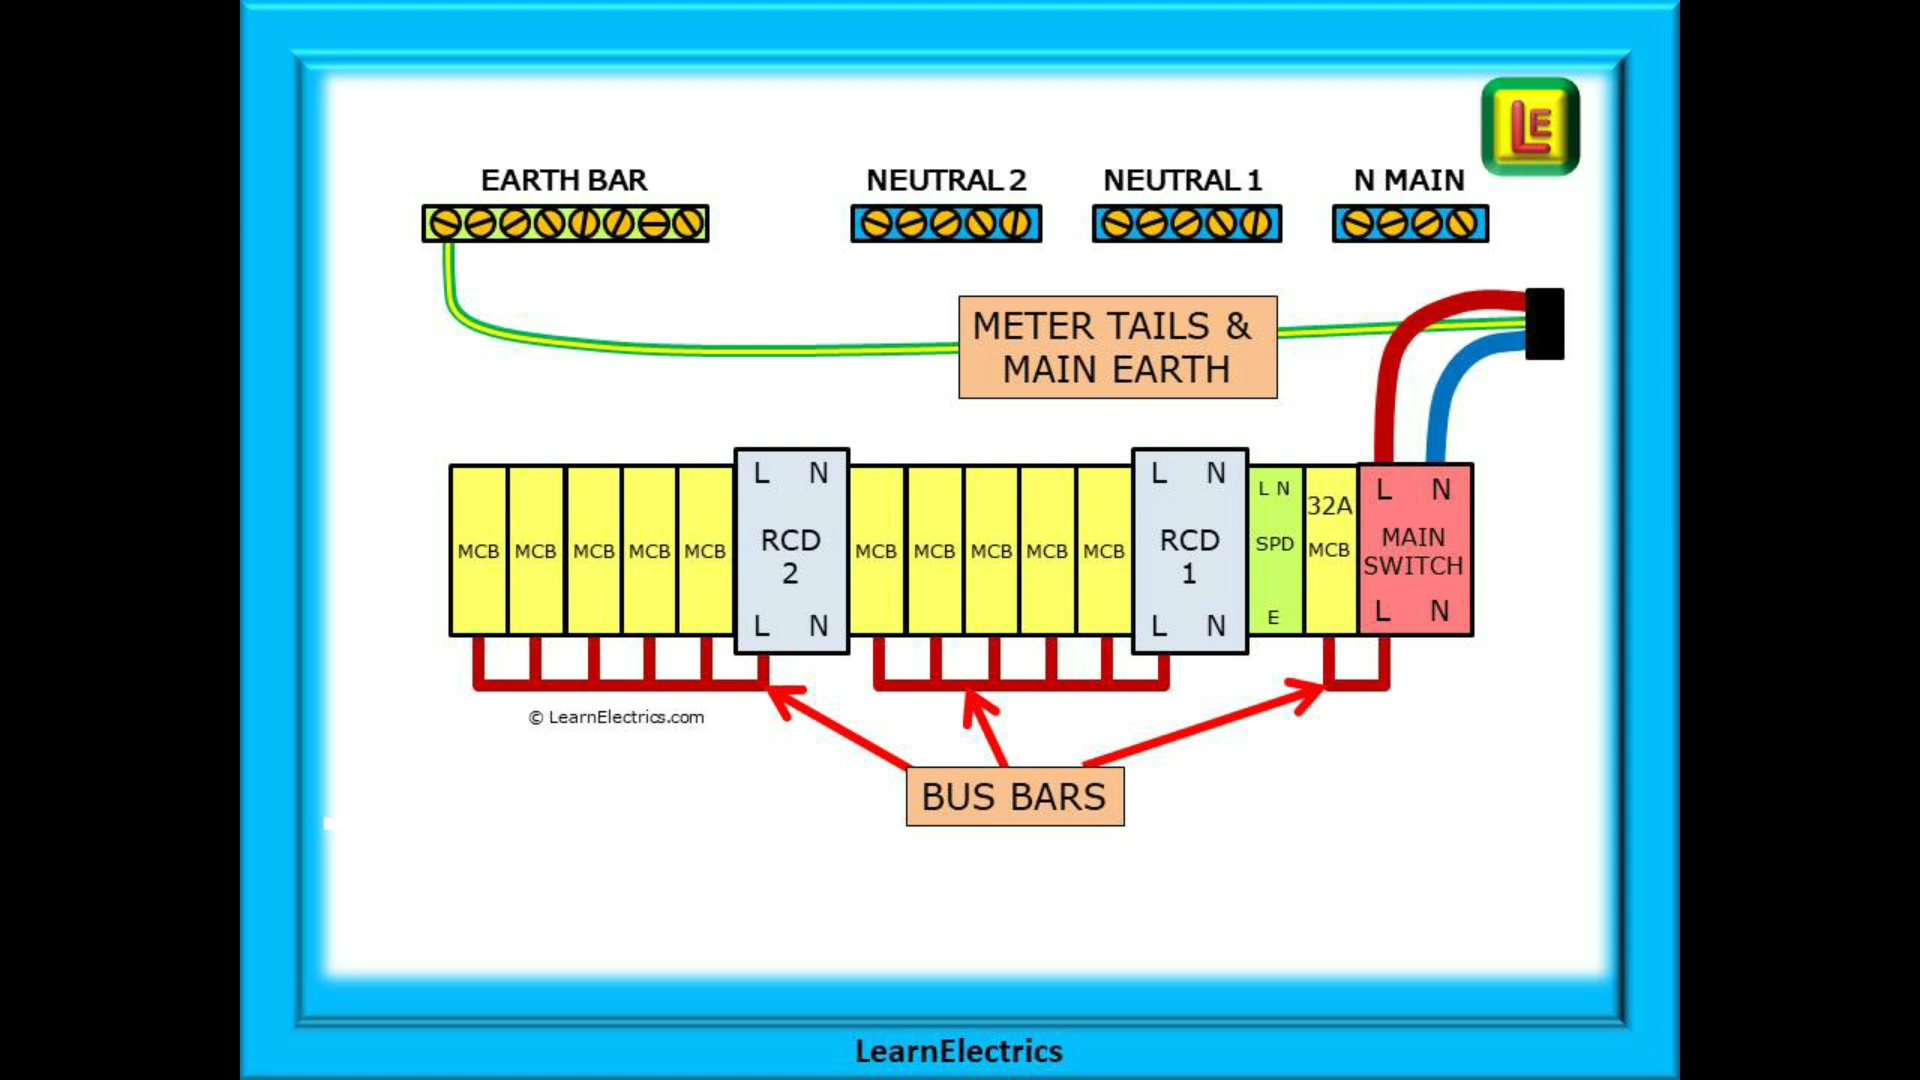 LE
EARTH BAR
NEUTRAL 2
NEUTRAL 1
N MAIN
METER TAILS &
MAIN EARTH
MCB
MCB
MCB
MCB
MCB
L N
RCD
2
L N
MCB
MCB
MCB
MCB
MCB
L N
RCD
1
L N
L N
SPD
E
32A
MCB
L N
MAIN
SWITCH
L N
© LearnElectrics.com
BUS BARS
LearnElectrics